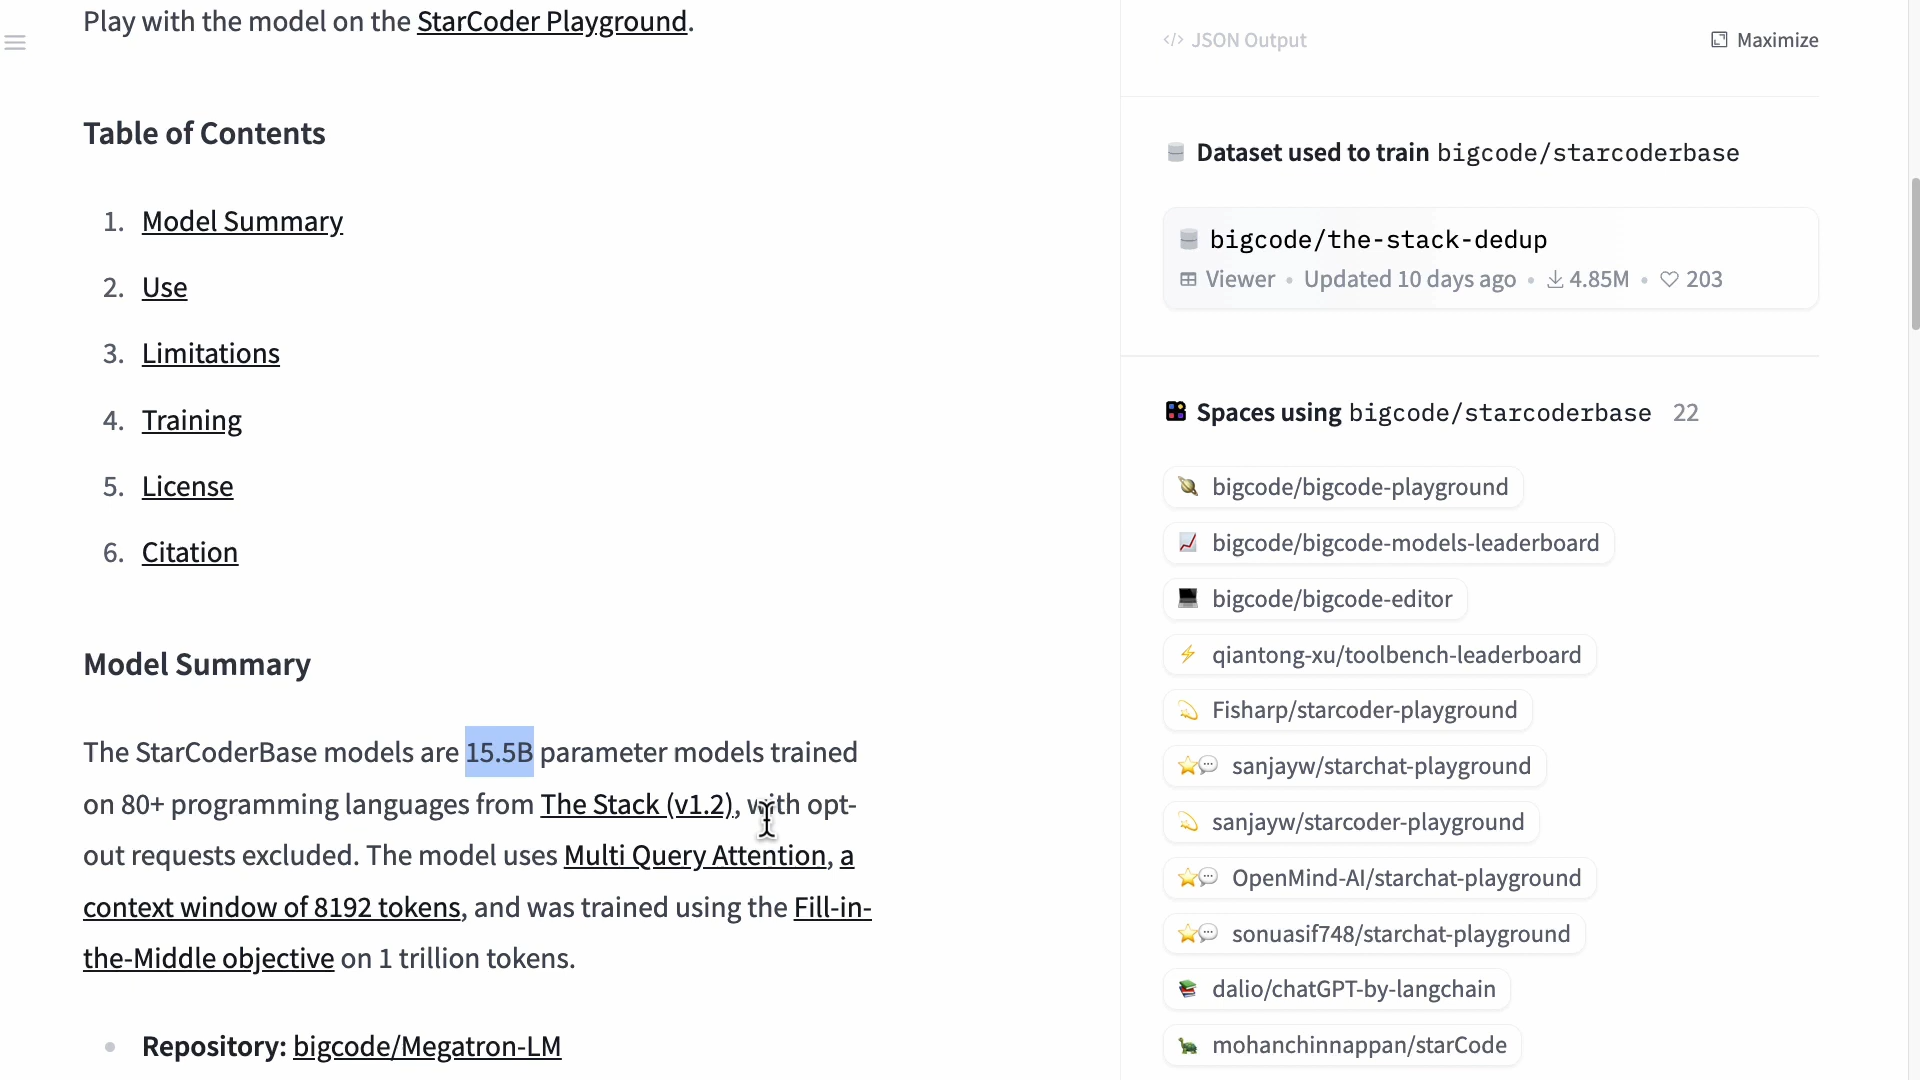 Play with the model on the StarCoder Playground.
Table of Contents
1. Model Summary
2. Use
3. Limitations
4. Training
5. License
6. Citation
Model Summary
The StarCoderBase models are 15.5B parameter models trained
on 80+ programming languages from The Stack (v1.2), with opt-
out requests excluded. The model uses Multi Query Attention, a
context window of 8192 tokens, and was trained using the Fill-in-
the-Middle objective on 1 trillion tokens.
• Repository: bigcode/Megatron-LM
</> JSON Output
Maximize
Dataset used to train bigcode/starcoderbase
bigcode/the-stack-dedup
Viewer • Updated 10 days ago • 4.85M • 203
Spaces using bigcode/starcoderbase 22
bigcode/bigcode-playground
bigcode/bigcode-models-leaderboard
bigcode/bigcode-editor
qiantong-xu/toolbench-leaderboard
Fisharp/starcoder-playground
sanjayw/starchat-playground
sanjayw/starcoder-playground
OpenMind-AI/starchat-playground
sonuasif748/starchat-playground
dalio/chatGPT-by-langchain
mohanchinnappan/starCode